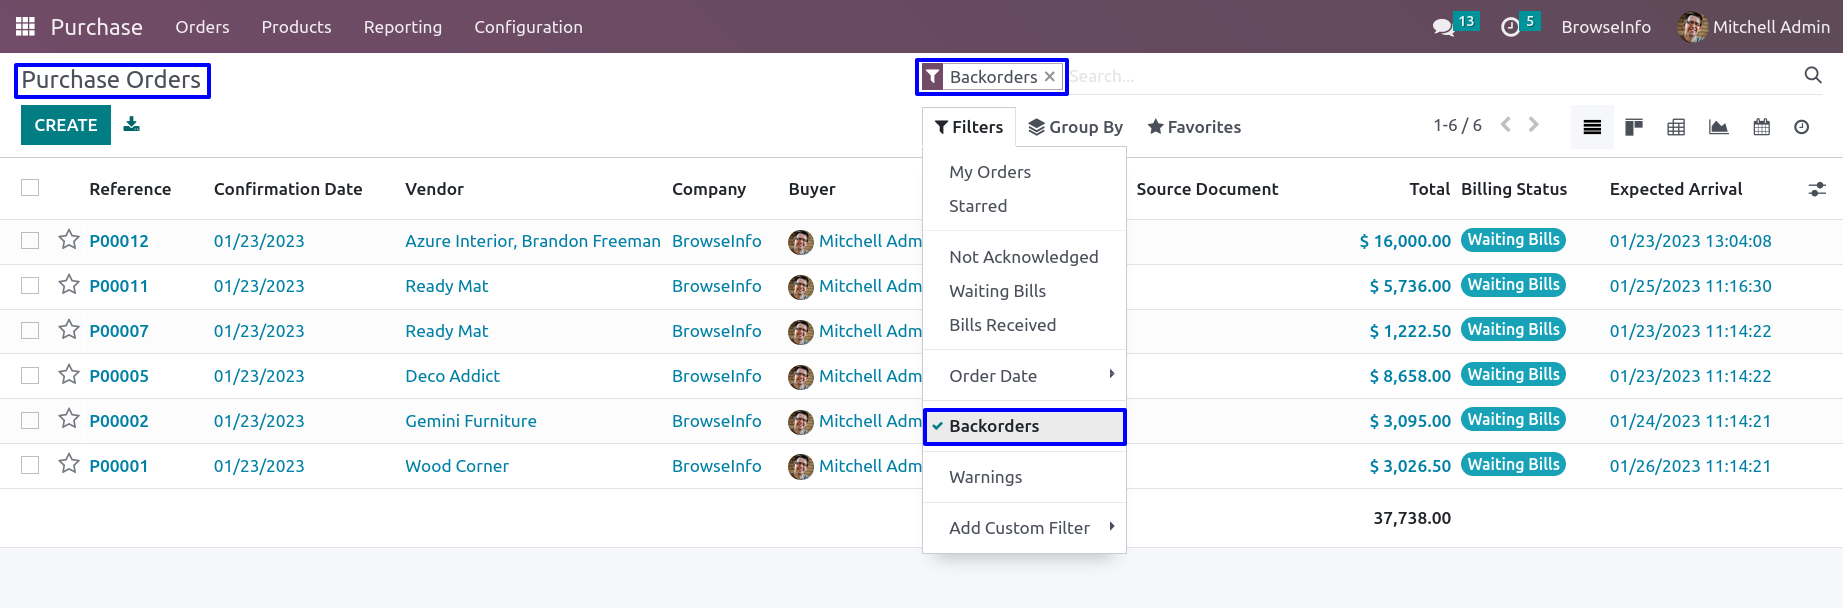 Purchase Orders Products Reporting Configuration 13 5 BrowseInfo Mitchell Admin
Purchase Orders Backorders × Search...
CREATE Filters Group By Favorites 1-6 / 6
My Orders
Starred
Not Acknowledged
Waiting Bills
Bills Received
Order Date
Backorders
Warnings
Add Custom Filter
Reference Confirmation Date Vendor Company Buyer Source Document Total Billing Status Expected Arrival
P00012 01/23/2023 Azure Interior, Brandon Freeman BrowseInfo Mitchell Adm $ 16,000.00 Waiting Bills 01/23/2023 13:04:08
P00011 01/23/2023 Ready Mat BrowseInfo Mitchell Adm $ 5,736.00 Waiting Bills 01/25/2023 11:16:30
P00007 01/23/2023 Ready Mat BrowseInfo Mitchell Adm $ 1,222.50 Waiting Bills 01/23/2023 11:14:22
P00005 01/23/2023 Deco Addict BrowseInfo Mitchell Adm $ 8,658.00 Waiting Bills 01/23/2023 11:14:22
P00002 01/23/2023 Gemini Furniture BrowseInfo Mitchell Adm $ 3,095.00 Waiting Bills 01/24/2023 11:14:21
P00001 01/23/2023 Wood Corner BrowseInfo Mitchell Adm $ 3,026.50 Waiting Bills 01/26/2023 11:14:21
37,738.00